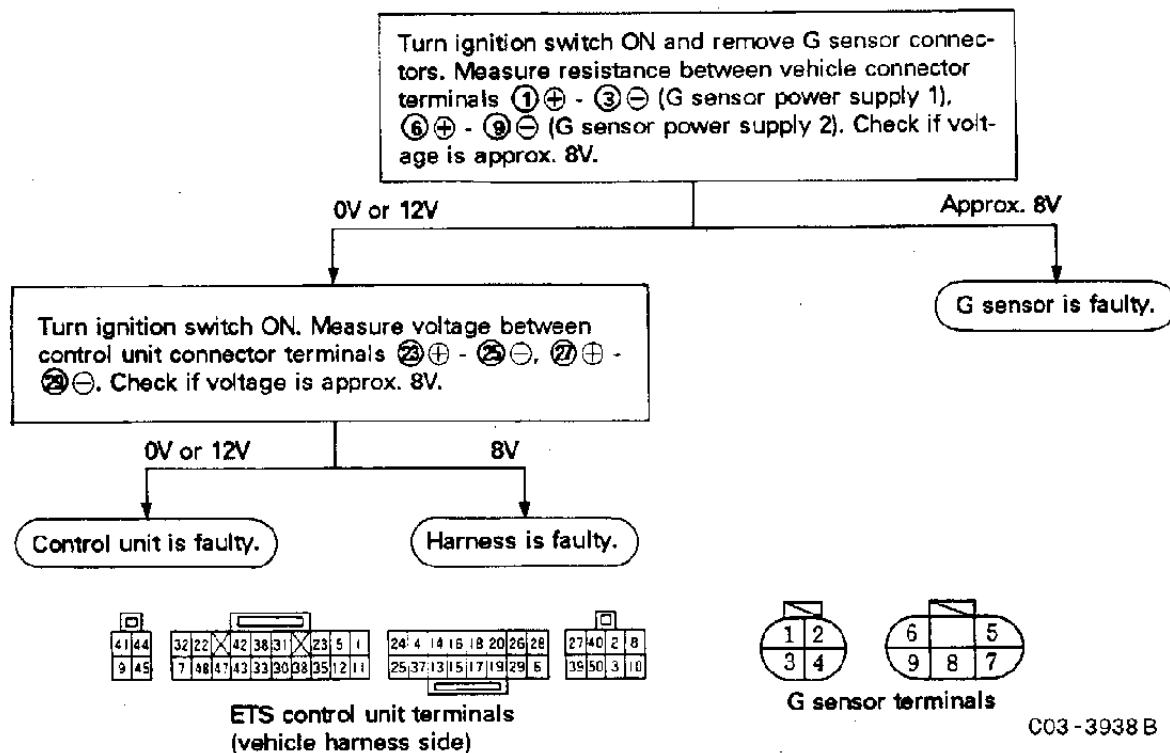 Turn ignition switch ON and remove G sensor connec-
tors. Measure resistance between vehicle connector
terminals ①⊕ - ③⊖ (G sensor power supply 1),
⑥⊕ - ⑨⊖ (G sensor power supply 2). Check if volt-
age is approx. 8V.
0V or 12V
Approx. 8V
G sensor is faulty.
Turn ignition switch ON. Measure voltage between
control unit connector terminals ㉓⊕ - ㉕⊖, ㉗⊕ -
㉙⊖. Check if voltage is approx. 8V.
0V or 12V
8V
Control unit is faulty.
Harness is faulty.
41 44
9 45
32 22 42 38 31 23 5 1
7 48 47 43 33 30 38 35 12 11
24 4 14 16 18 20 26 28
25 37 13 15 17 19 29 6
27 40 2 8
39 50 3 10
1 2
3 4
6 5
9 8 7
ETS control unit terminals
(vehicle harness side)
G sensor terminals
C03-3938B